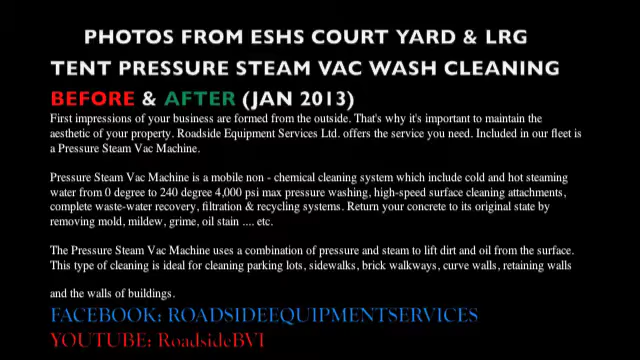 PHOTOS FROM ESHS COURT YARD & LRG
TENT PRESSURE STEAM VAC WASH CLEANING
BEFORE & AFTER (JAN 2013)
First impressions of your business are formed from the outside. That's why it's important to maintain the
aesthetic of your property. Roadside Equipment Services Ltd. offers the service you need. Included in our fleet is
a Pressure Steam Vac Machine.
Pressure Steam Vac Machine is a mobile non - chemical cleaning system which include cold and hot steaming
water from 0 degree to 240 degree 4,000 psi max pressure washing, high-speed surface cleaning attachments,
complete waste-water recovery, filtration & recycling systems. Return your concrete to its original state by
removing mold, mildew, grime, oil stain .... etc.
The Pressure Steam Vac Machine uses a combination of pressure and steam to lift dirt and oil from the surface.
This type of cleaning is ideal for cleaning parking lots, sidewalks, brick walkways, curve walls, retaining walls
and the walls of buildings.
FACEBOOK: ROADSIDEEQUIPMENTSERVICES
YOUTUBE: RoadsideBVI